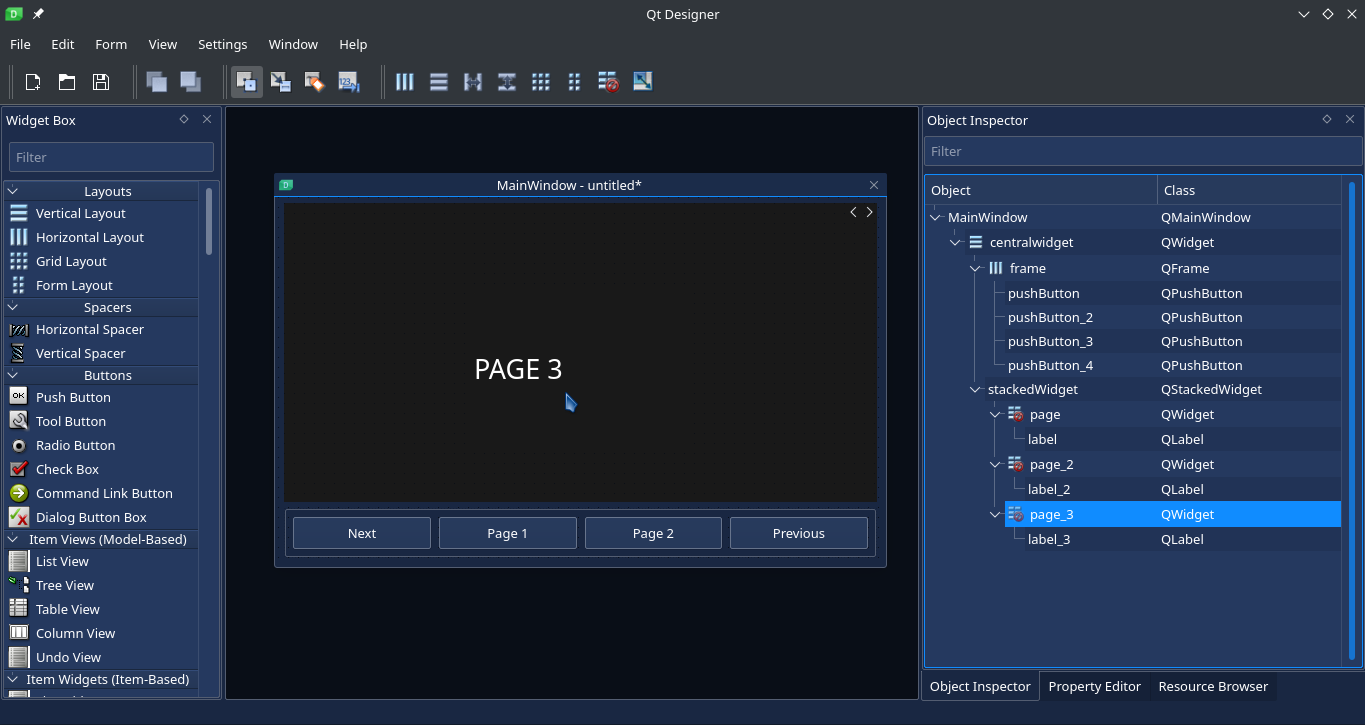 Qt Designer
File Edit Form View Settings Window Help
Widget Box
Filter
Layouts
Vertical Layout
Horizontal Layout
Grid Layout
Form Layout
Spacers
Horizontal Spacer
Vertical Spacer
Buttons
Push Button
Tool Button
Radio Button
Check Box
Command Link Button
Dialog Button Box
Item Views (Model-Based)
List View
Tree View
Table View
Column View
Undo View
Item Widgets (Item-Based)
MainWindow - untitled*
PAGE 3
Next Page 1 Page 2 Previous
Object Inspector
Filter
Object Class
MainWindow QMainWindow
centralwidget QWidget
frame QFrame
pushButton QPushButton
pushButton_2 QPushButton
pushButton_3 QPushButton
pushButton_4 QPushButton
stackedWidget QStackedWidget
page QWidget
label QLabel
page_2 QWidget
label_2 QLabel
page_3 QWidget
label_3 QLabel
Object Inspector Property Editor Resource Browser